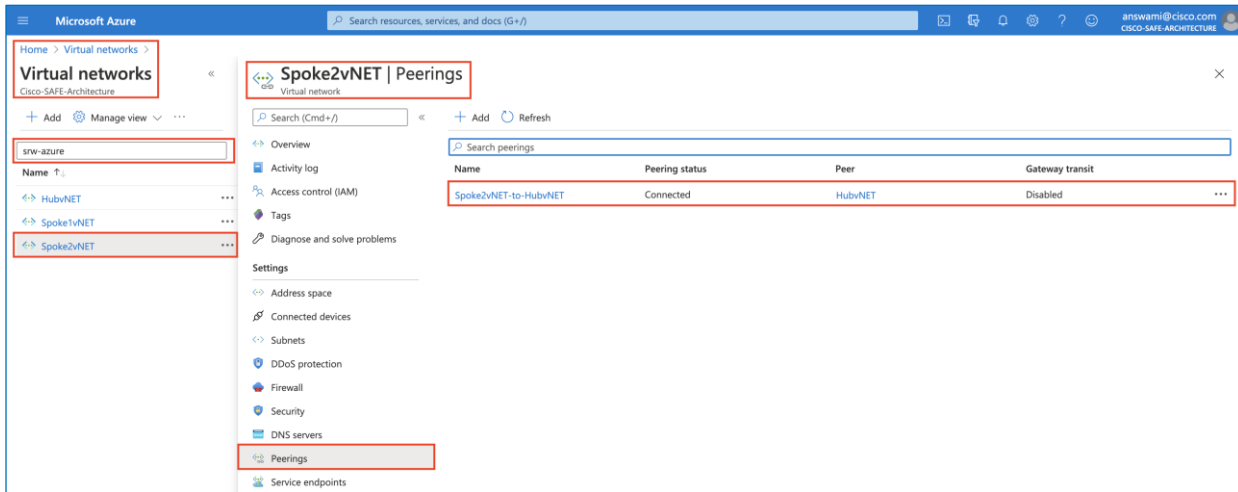 Microsoft Azure
Search resources, services, and docs (G+/)
answami@cisco.com
CISCO-SAFE-ARCHITECTURE
Home > Virtual networks >
Virtual networks
Cisco-SAFE-Architecture
Add Manage view
srw-azure
Name
HubvNET
Spoke1vNET
Spoke2vNET
Spoke2vNET | Peerings
Virtual network
Search (Cmd+/)
Overview
Activity log
Access control (IAM)
Tags
Diagnose and solve problems
Settings
Address space
Connected devices
Subnets
DDoS protection
Firewall
Security
DNS servers
Peerings
Service endpoints
Add Refresh
Search peerings
Name Peering status Peer Gateway transit
Spoke2vNET-to-HubvNET Connected HubvNET Disabled